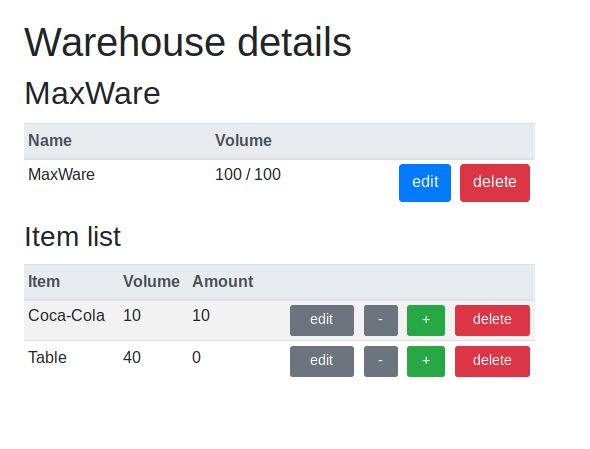 Warehouse details
MaxWare
Name Volume
MaxWare 100 / 100 edit delete
Item list
Item Volume Amount
Coca-Cola 10 10 edit - + delete
Table 40 0 edit - + delete